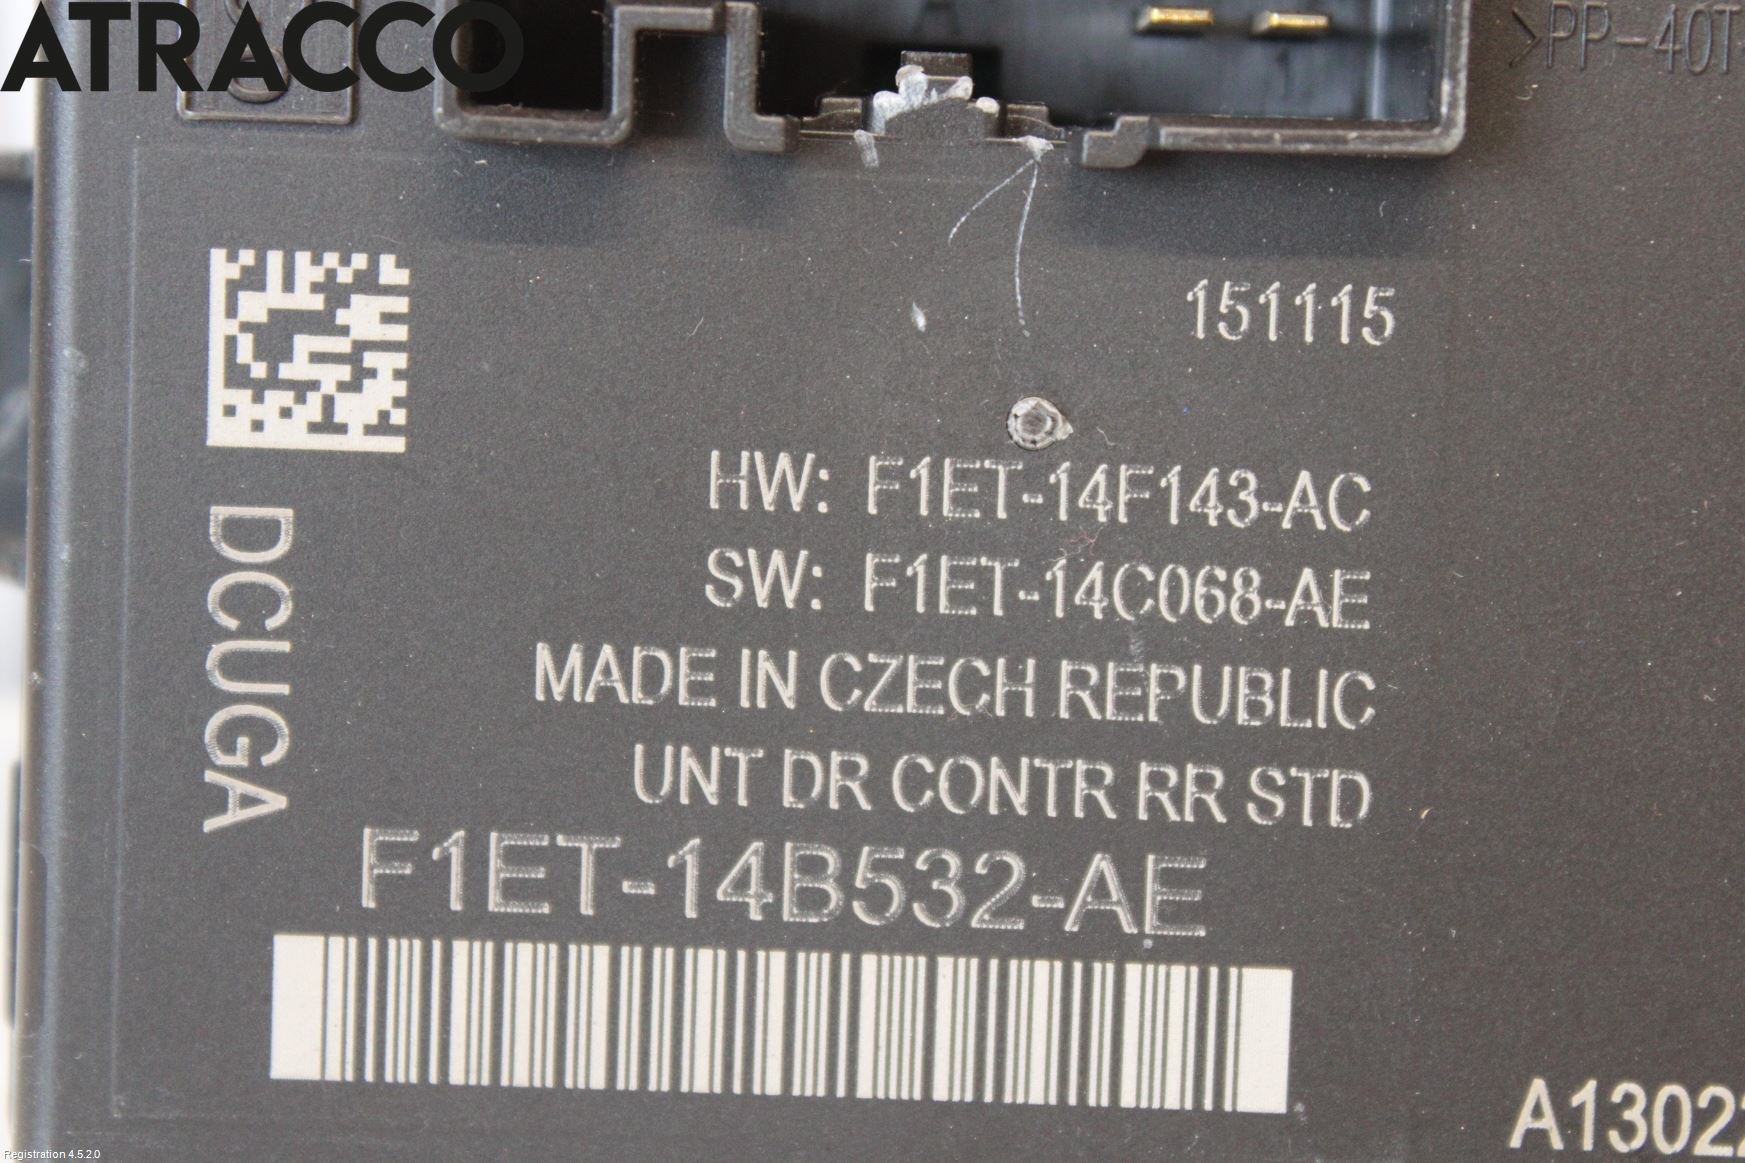 ATRACCO
>PP-40T
151115
HW: F1ET-14F143-AC
SW: F1ET-14C068-AE
MADE IN CZECH REPUBLIC
UNT DR CONTR RR STD
DCUGA
F1ET-14B532-AE
A1302
Registration 4.5.2.0